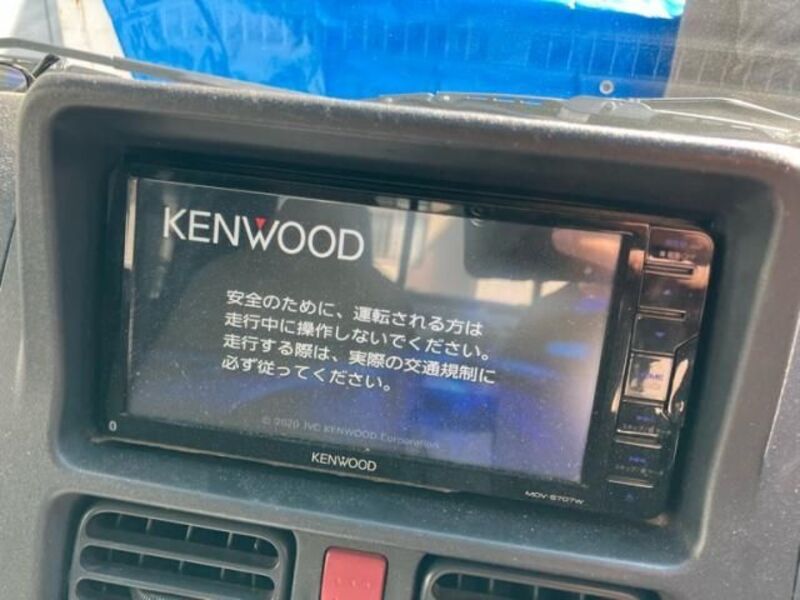 KENWOOD
安全のために、運転される方は
走行中に操作しないでください。
走行する際は、実際の交通規制に
必ず従ってください。
© 2020 JVC KENWOOD Corporation
KENWOOD
MDV-S707W